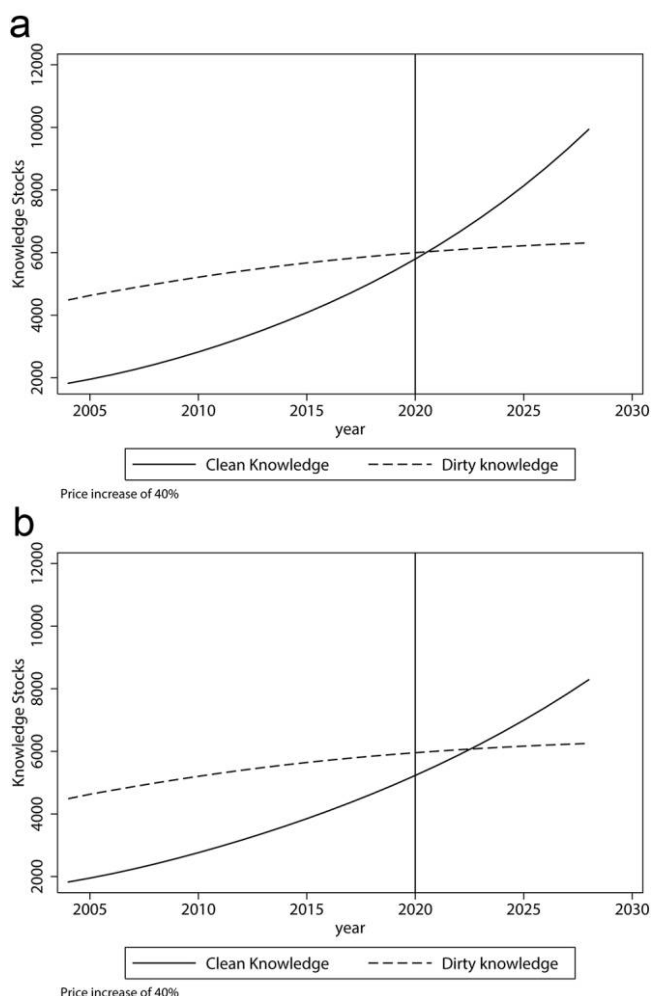 a
12000
10000
8000
6000
4000
2000
Knowledge Stocks
2005 2010 2015 2020 2025 2030
year
Clean Knowledge Dirty knowledge
Price increase of 40%
b
12000
10000
8000
6000
4000
2000
Knowledge Stocks
2005 2010 2015 2020 2025 2030
year
Clean Knowledge Dirty knowledge
Price increase of 40%